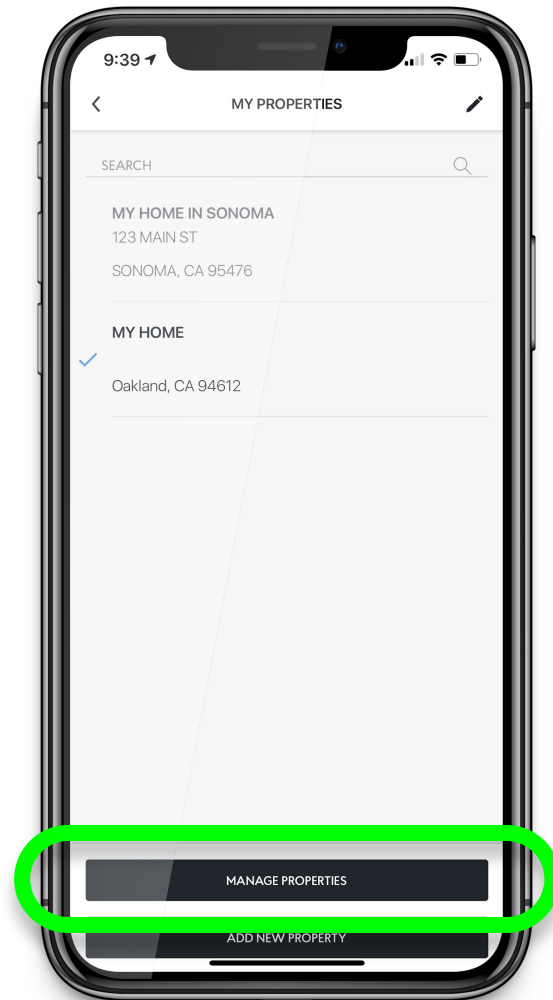 9:39
MY PROPERTIES
SEARCH
MY HOME IN SONOMA
123 MAIN ST
SONOMA, CA 95476
MY HOME
Oakland, CA 94612
MANAGE PROPERTIES
ADD NEW PROPERTY